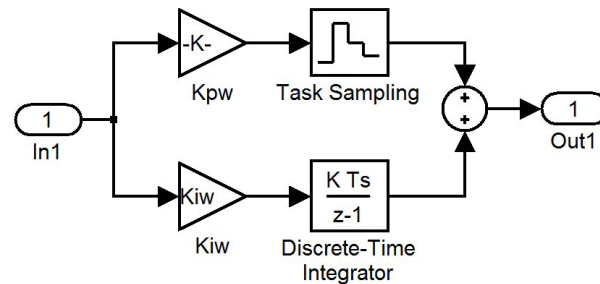 -K-
Kpw
Task Sampling
1
In1
+
+
1
Out1
Kiw
Kiw
K Ts
z-1
Discrete-Time
Integrator